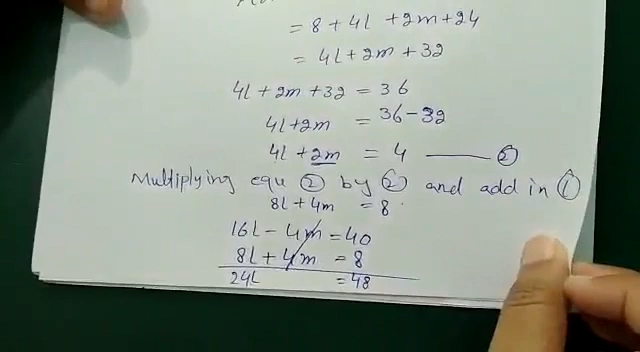 = 8 + 4l + 2m + 24
= 4l + 2m + 32
4l + 2m + 32 = 36
4l + 2m = 36 - 32
4l + 2m = 4 —— ②
Multiplying equ ② by ② and add in ①
8l + 4m = 8
16l - 4m = 40
8l + 4m = 8
24l = 48